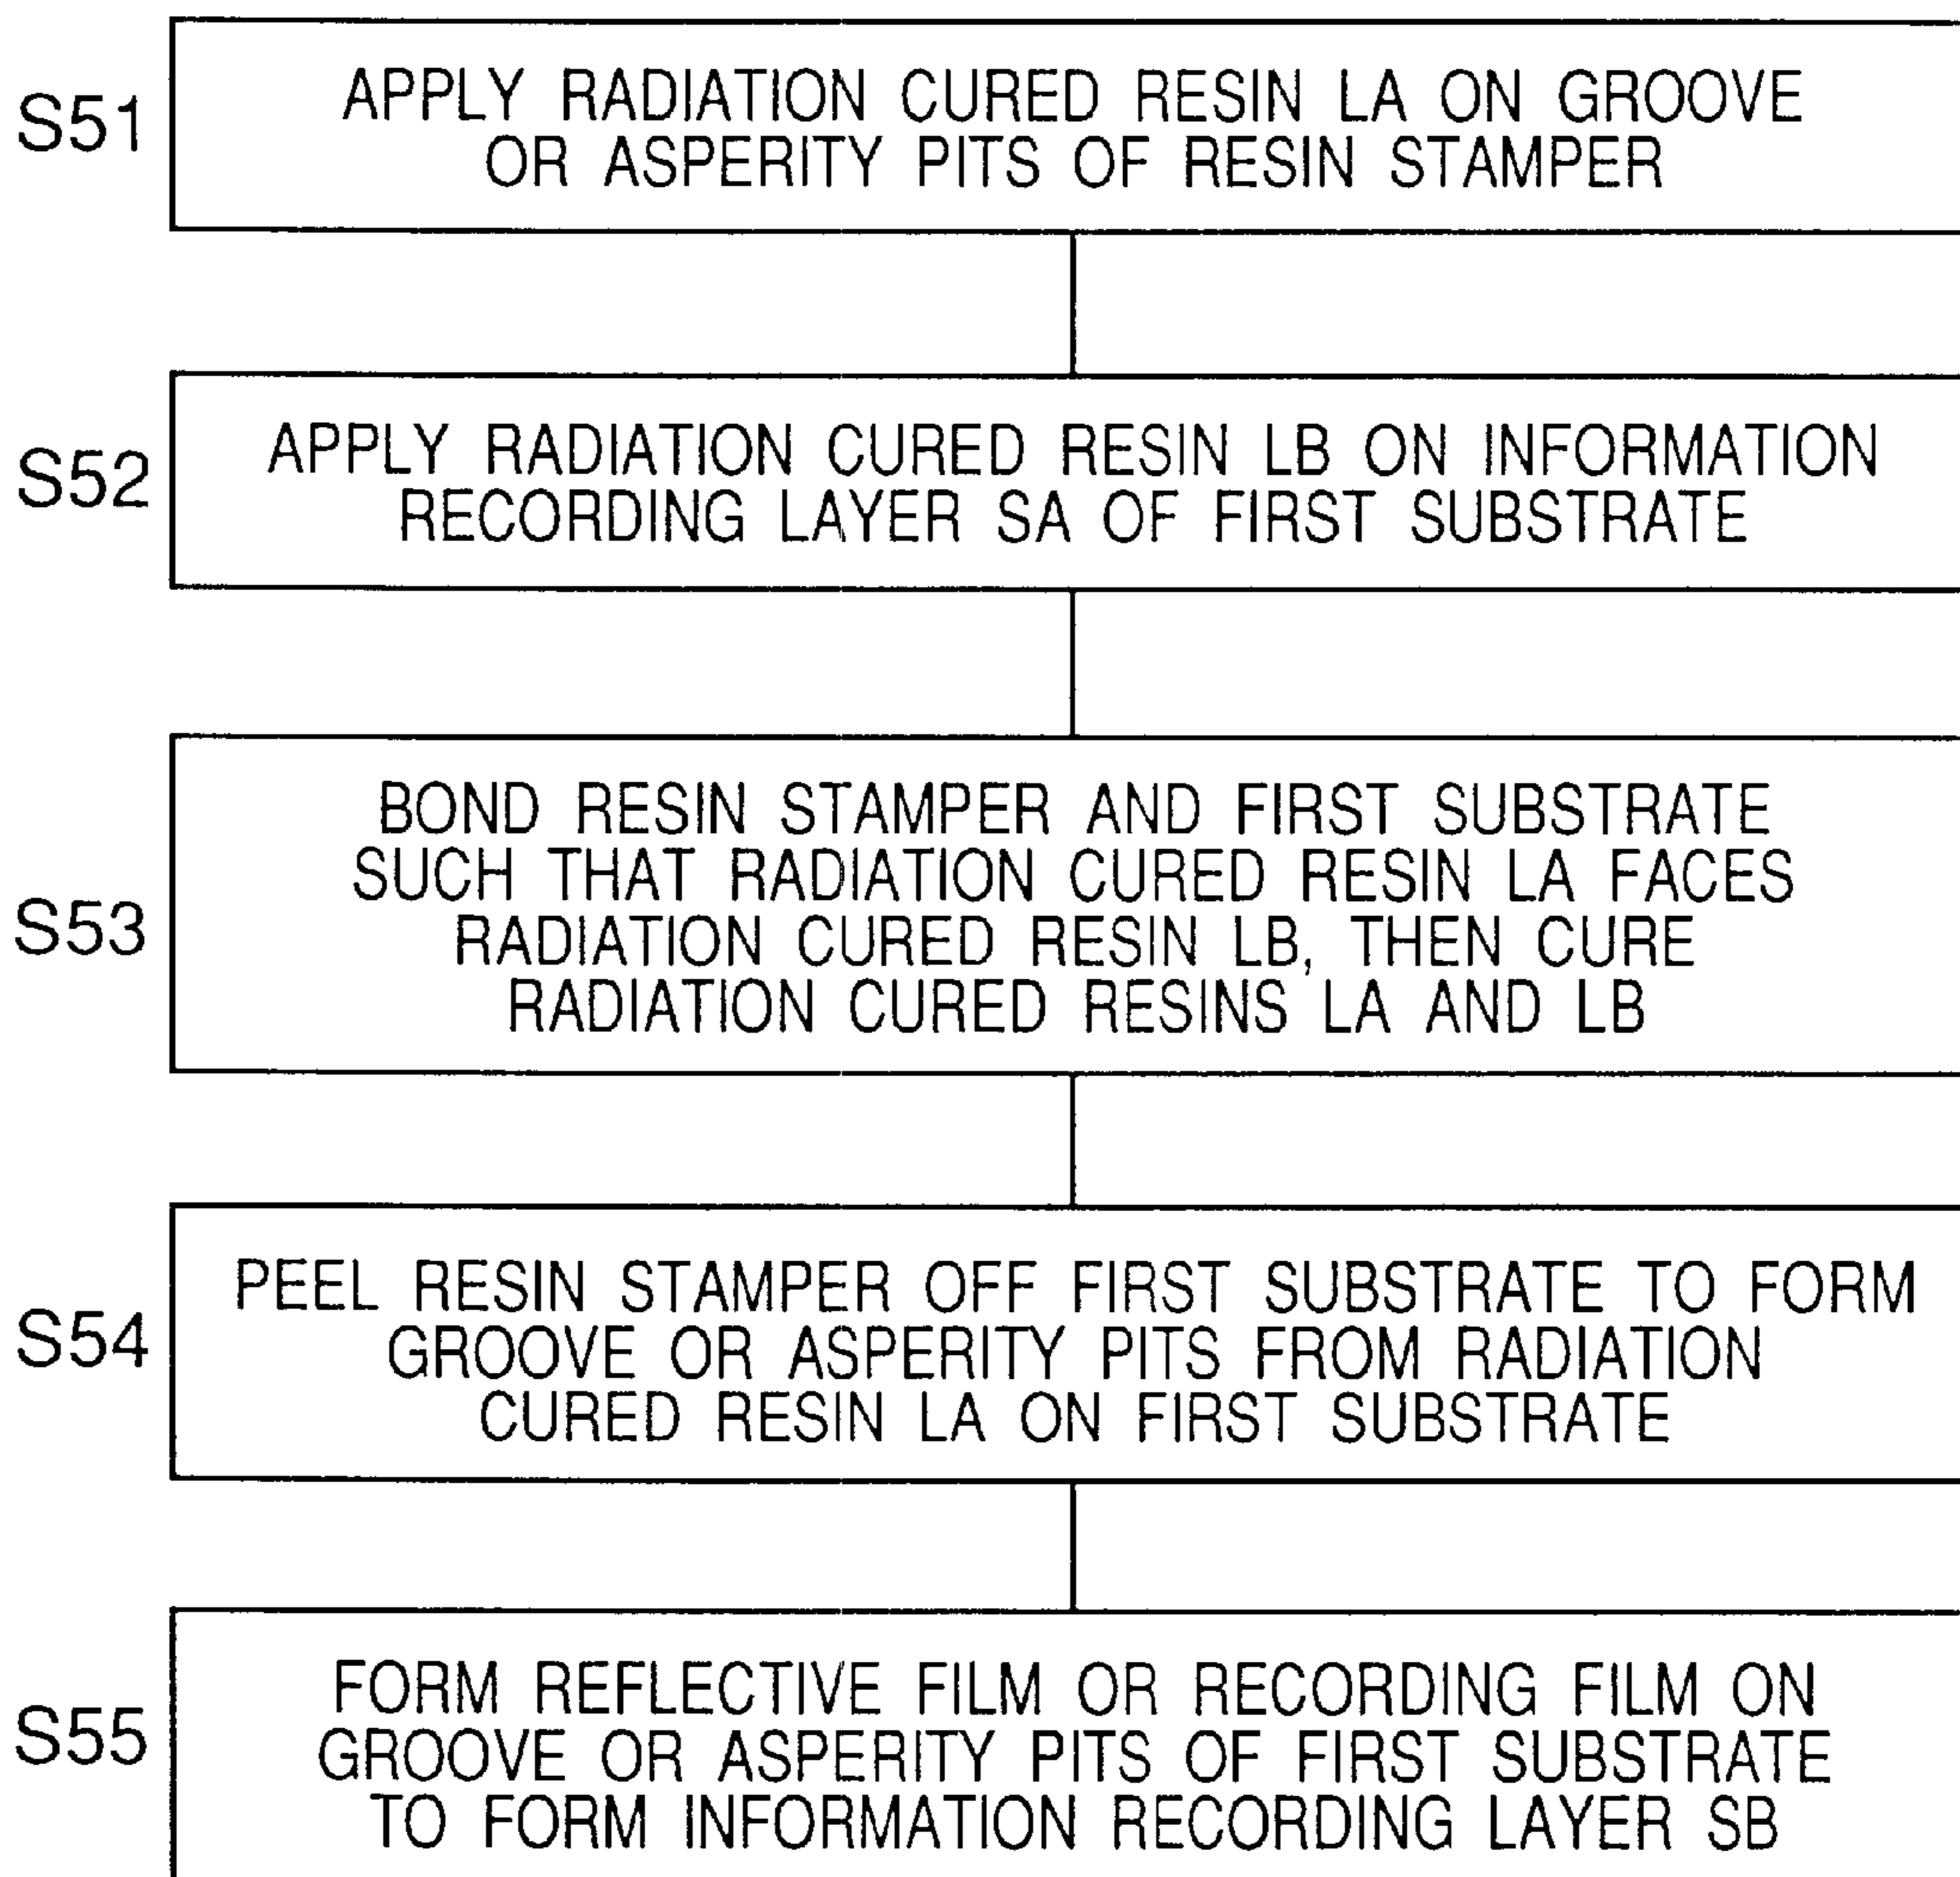 S51
APPLY RADIATION CURED RESIN LA ON GROOVE
OR ASPERITY PITS OF RESIN STAMPER
S52
APPLY RADIATION CURED RESIN LB ON INFORMATION
RECORDING LAYER SA OF FIRST SUBSTRATE
S53
BOND RESIN STAMPER AND FIRST SUBSTRATE
SUCH THAT RADIATION CURED RESIN LA FACES
RADIATION CURED RESIN LB, THEN CURE
RADIATION CURED RESINS LA AND LB
S54
PEEL RESIN STAMPER OFF FIRST SUBSTRATE TO FORM
GROOVE OR ASPERITY PITS FROM RADIATION
CURED RESIN LA ON FIRST SUBSTRATE
S55
FORM REFLECTIVE FILM OR RECORDING FILM ON
GROOVE OR ASPERITY PITS OF FIRST SUBSTRATE
TO FORM INFORMATION RECORDING LAYER SB